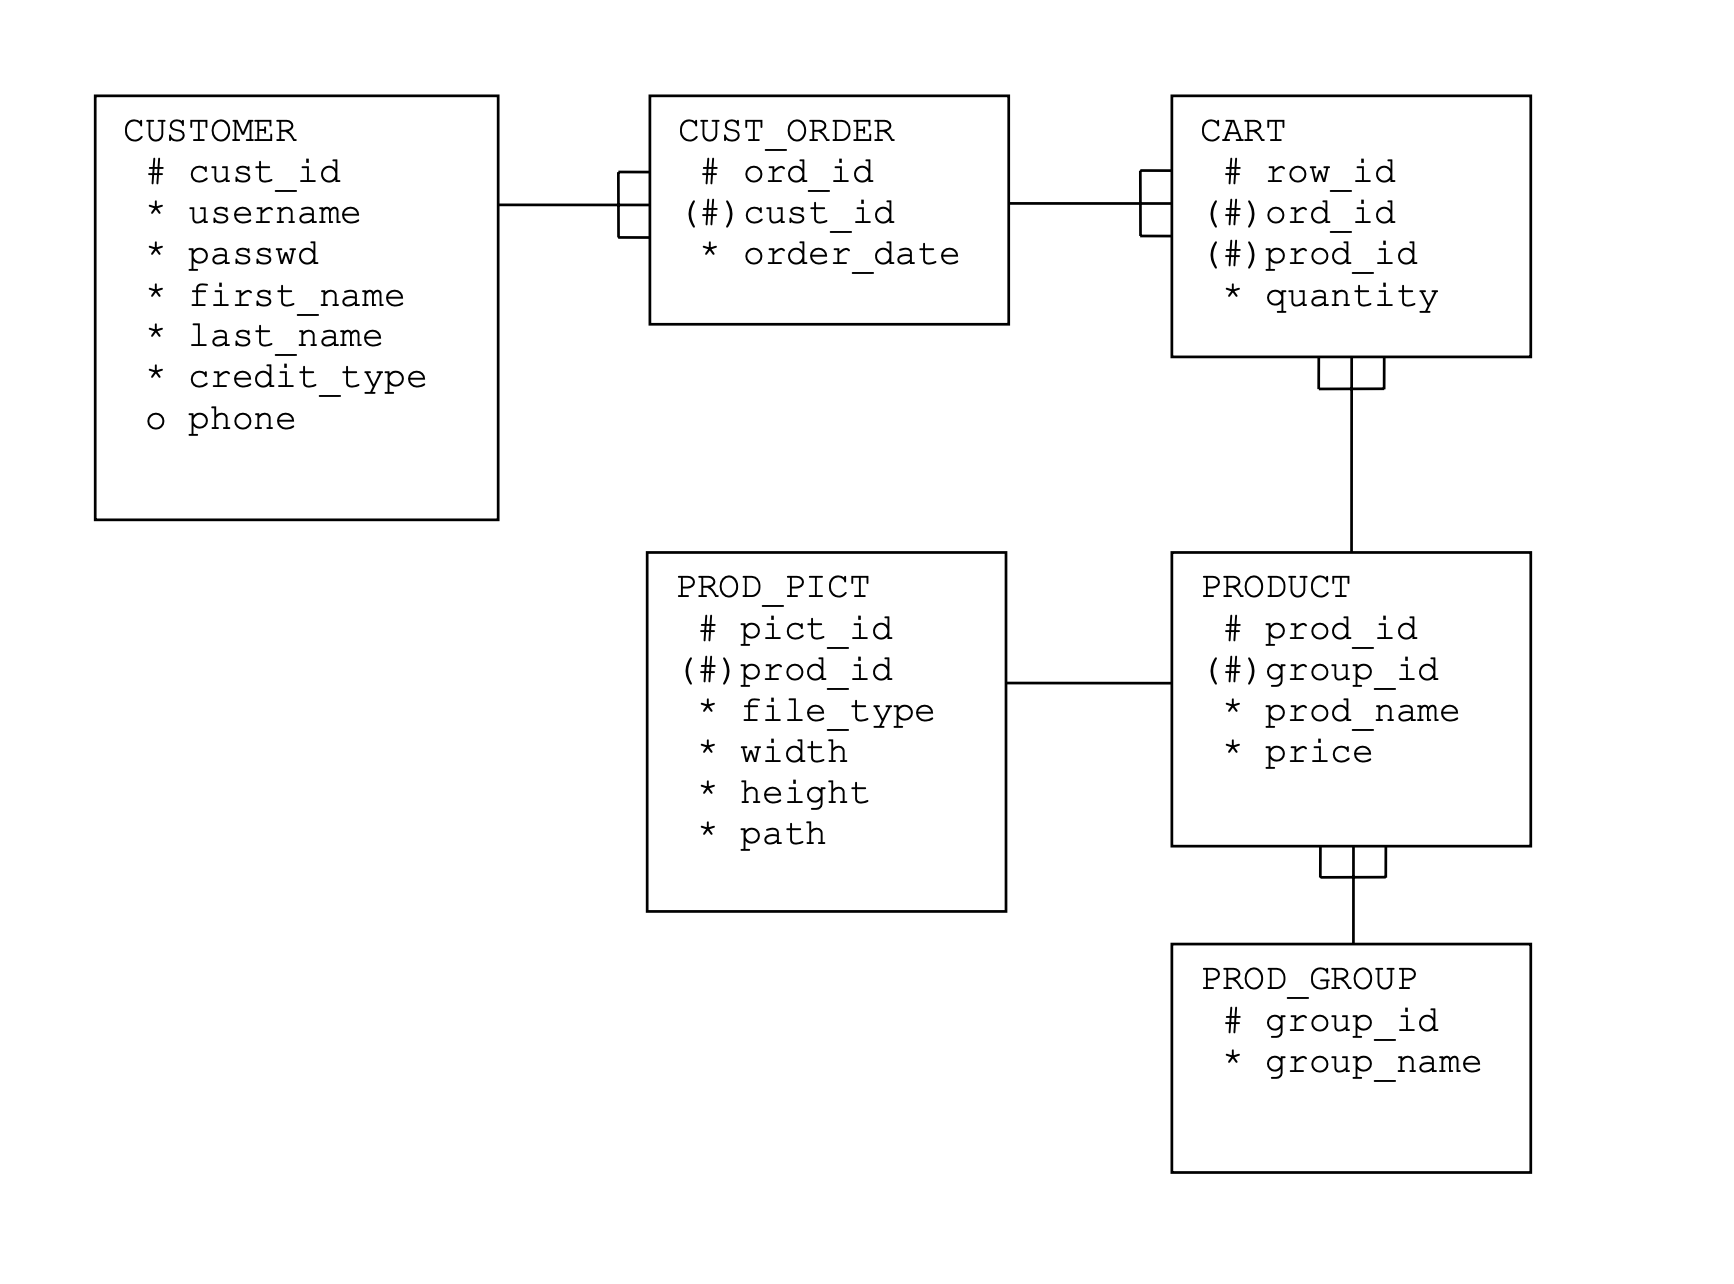 CUSTOMER
# cust_id
* username
* passwd
* first_name
* last_name
* credit_type
o phone
CUST_ORDER
# ord_id
(#)cust_id
* order_date
CART
# row_id
(#)ord_id
(#)prod_id
* quantity
PROD_PICT
# pict_id
(#)prod_id
* file_type
* width
* height
* path
PRODUCT
# prod_id
(#)group_id
* prod_name
* price
PROD_GROUP
# group_id
* group_name